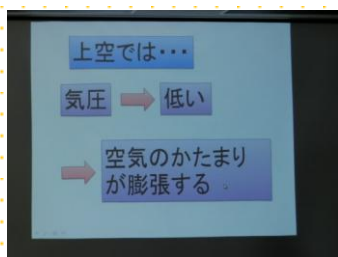 上空では・・・
気圧 ➡ 低い
➡ 空気のかたまり
が膨張する